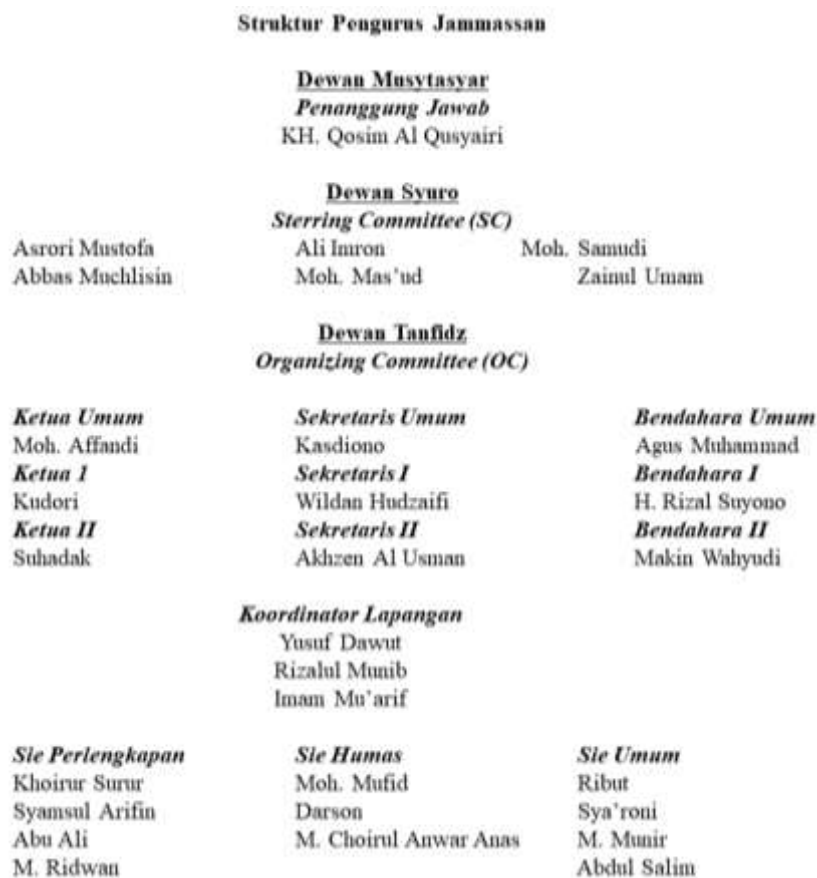 Struktur Pengurus Jammassan
Dewan Musytasyar
Penanggung Jawab
KH. Qosim Al Qusyairi
Dewan Syuro
Sterring Committee (SC)
Asrori Mustofa Ali Imron Moh. Samudi
Abbas Muchlisin Moh. Mas'ud Zainul Umam
Dewan Tanfidz
Organizing Committee (OC)
Ketua Umum Sekretaris Umum Bendahara Umum
Moh. Affandi Kasdiono Agus Muhammad
Ketua 1 Sekretaris I Bendahara I
Kudori Wildan Hudzaifi H. Rizal Suyono
Ketua II Sekretaris II Bendahara II
Suhadak Akhzen Al Usman Makin Wahyudi
Koordinator Lapangan
Yusuf Dawut
Rizalul Munib
Imam Mu'arif
Sie Perlengkapan Sie Humas Sie Umum
Khoirur Surur Moh. Mufid Ribut
Syamsul Arifin Darson Sya'roni
Abu Ali M. Choirul Anwar Anas M. Munir
M. Ridwan Abdul Salim